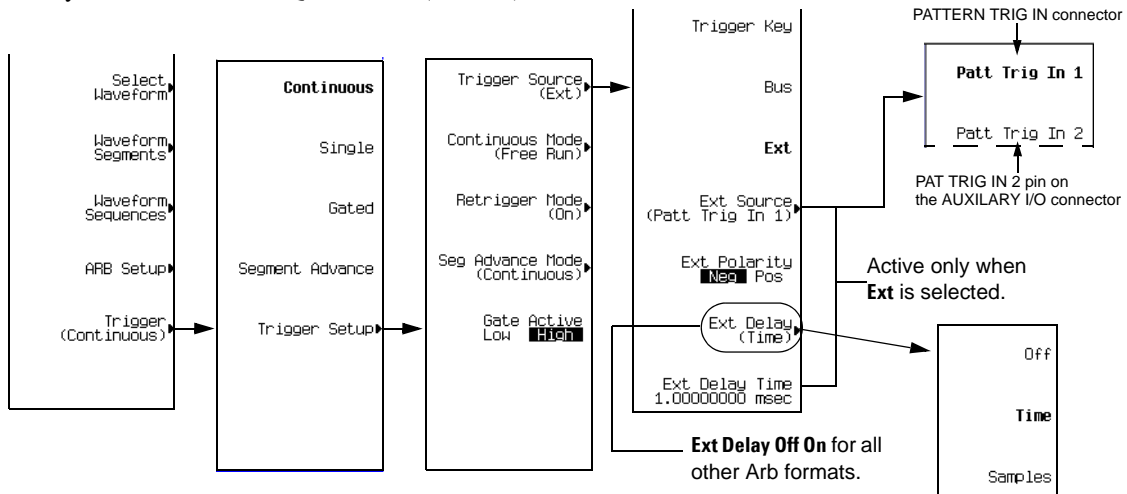 Select
Waveform
Waveform
Segments
Waveform
Sequences
ARB Setup
Trigger
(Continuous)
Continuous
Single
Gated
Segment Advance
Trigger Setup
Trigger Source
(Ext)
Continuous Mode
(Free Run)
Retrigger Mode
(On)
Seg Advance Mode
(Continuous)
Gate Active
Low High
Trigger Key
Bus
Ext
Ext Source
(Patt Trig In 1)
Ext Polarity
Neg Pos
Ext Delay
(Time)
Ext Delay Time
1.00000000 msec
PATTERN TRIG IN connector
Patt Trig In 1
Patt Trig In 2
PAT TRIG IN 2 pin on
the AUXILARY I/O connector
Active only when
Ext is selected.
Off
Time
Samples
Ext Delay Off On for all
other Arb formats.